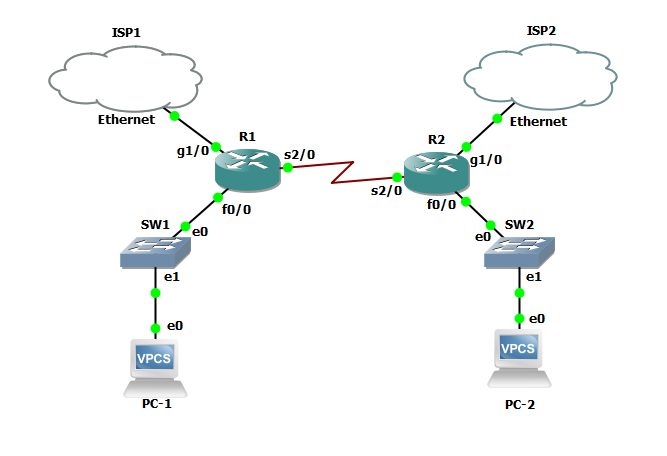 ISP1
ISP2
Ethernet
Ethernet
R1
R2
g1/0
s2/0
g1/0
s2/0
f0/0
f0/0
SW1
e0
SW2
e0
e1
e1
e0
e0
VPCS
VPCS
PC-1
PC-2